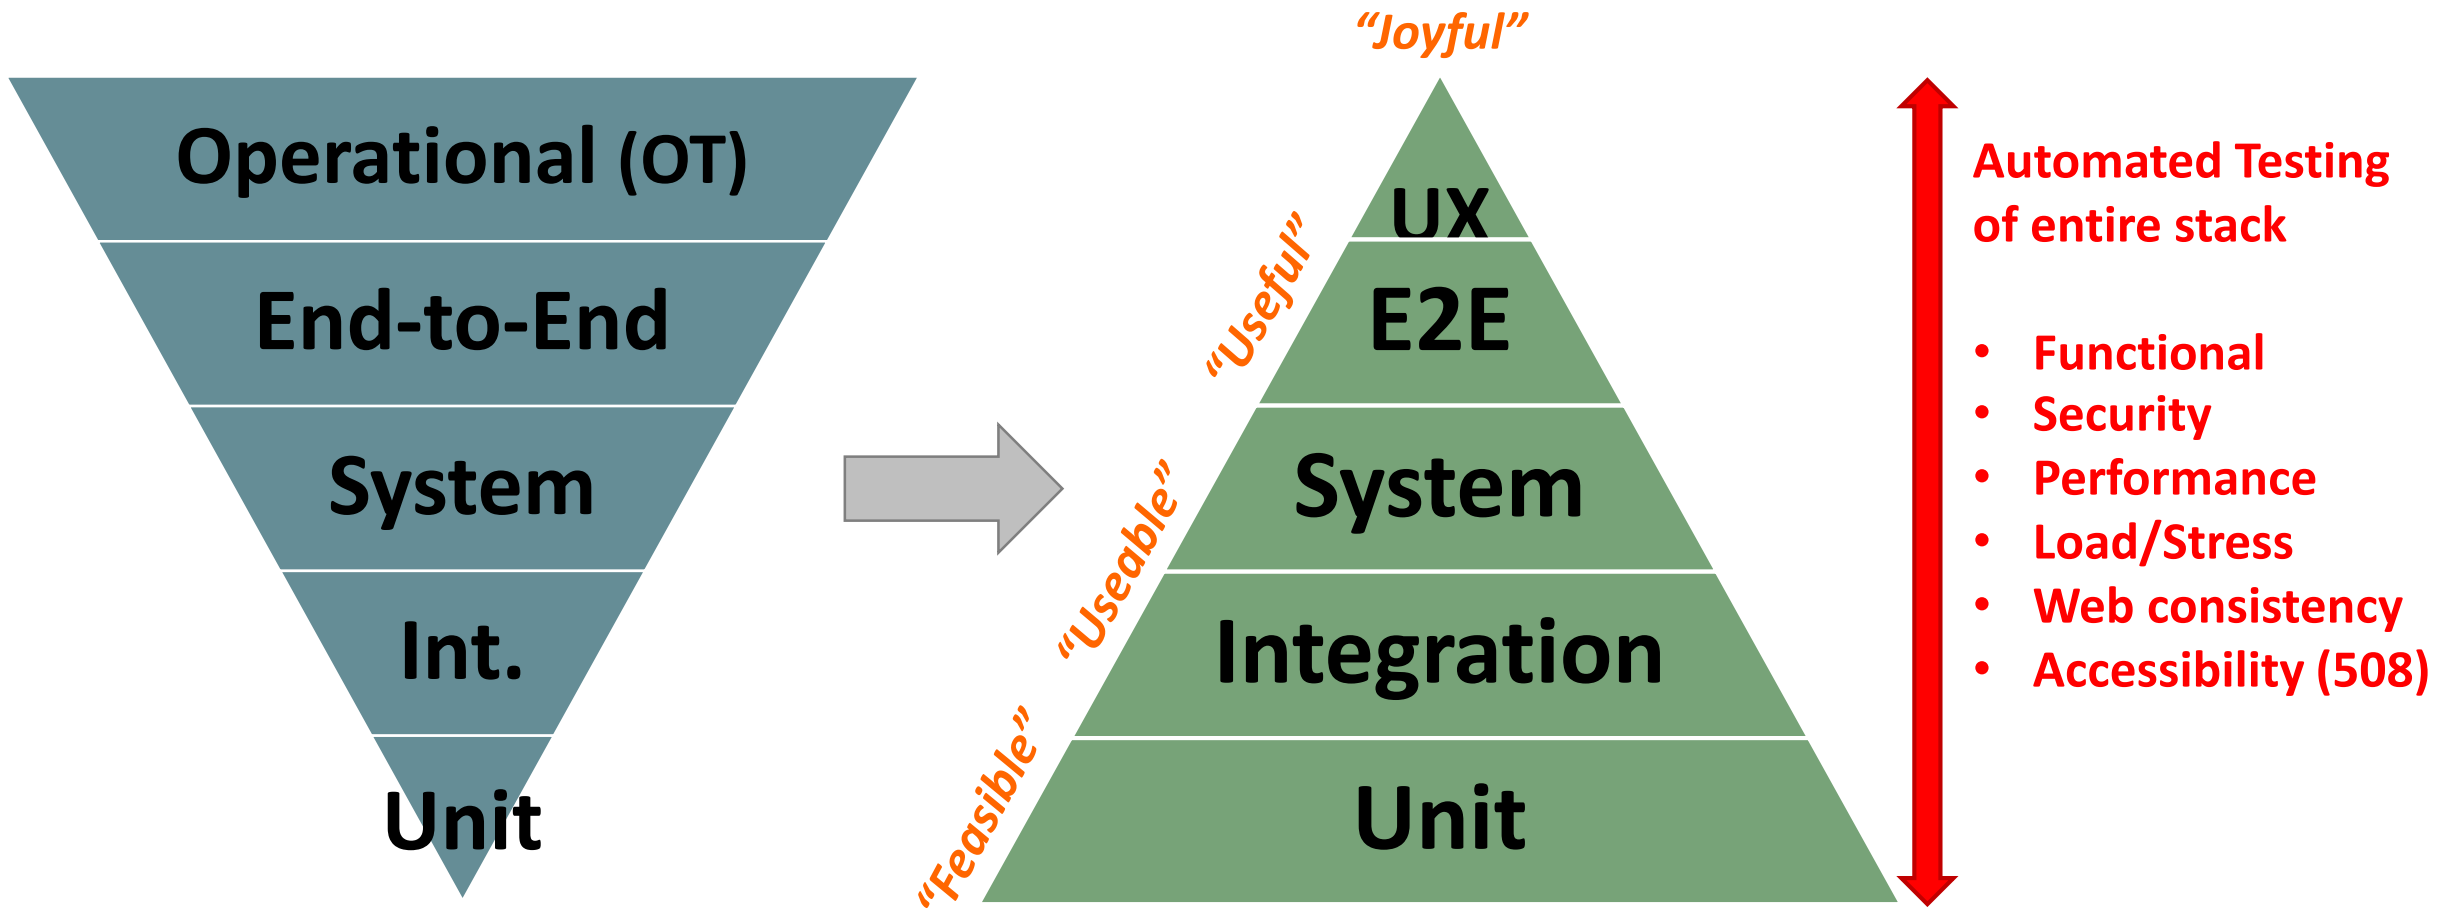 Operational (OT)
End-to-End
System
Int.
Unit
“Joyful”
“Useful”
“Useable”
“Feasible”
UX
E2E
System
Integration
Unit
Automated Testing
of entire stack
• Functional
• Security
• Performance
• Load/Stress
• Web consistency
• Accessibility (508)